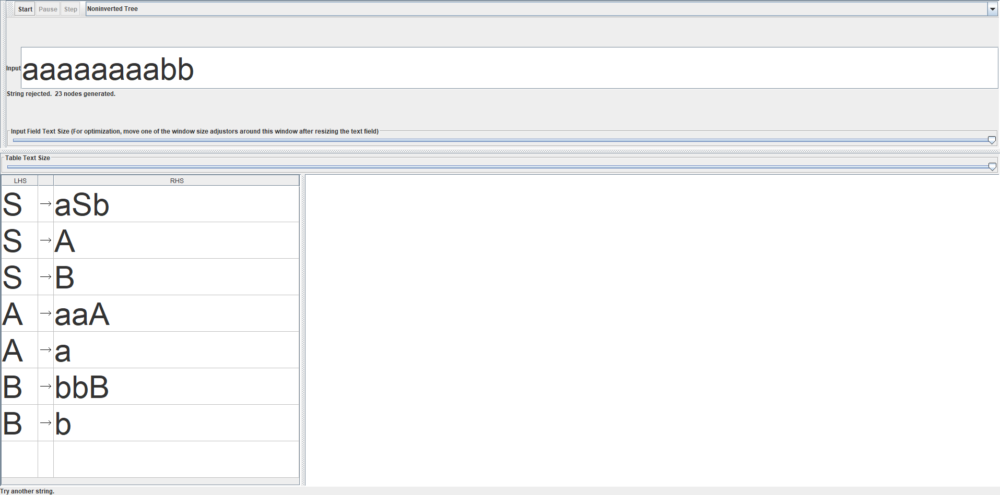 Start Pause Step Noninverted Tree
Input aaaaaaaabb
String rejected.  23 nodes generated.
Input Field Text Size (For optimization, move one of the window size adjustors around this window after resizing the text field)
Table Text Size
LHS RHS
S → aSb
S → A
S → B
A → aaA
A → a
B → bbB
B → b
Try another string.